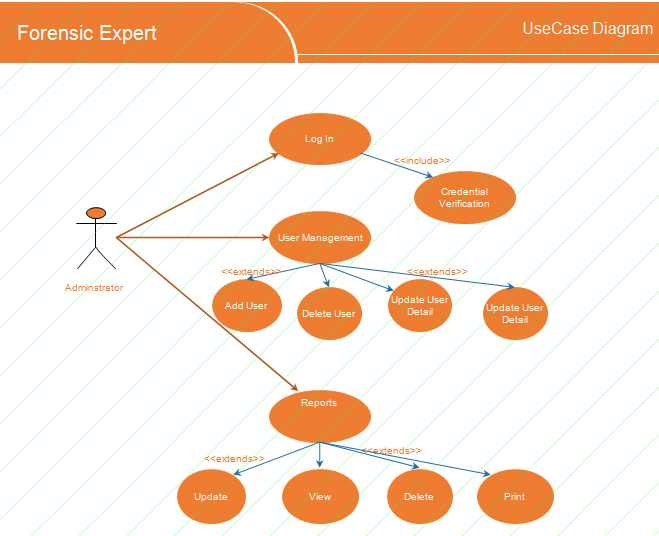 Forensic Expert
UseCase Diagram
Log In
<<include>>
Credential
Verification
User Management
Adminstrator
<<extends>>
<<extends>>
Add User
Delete User
Update User
Detail
Update User
Detail
Reports
<<extends>>
<<extends>>
Update
View
Delete
Print